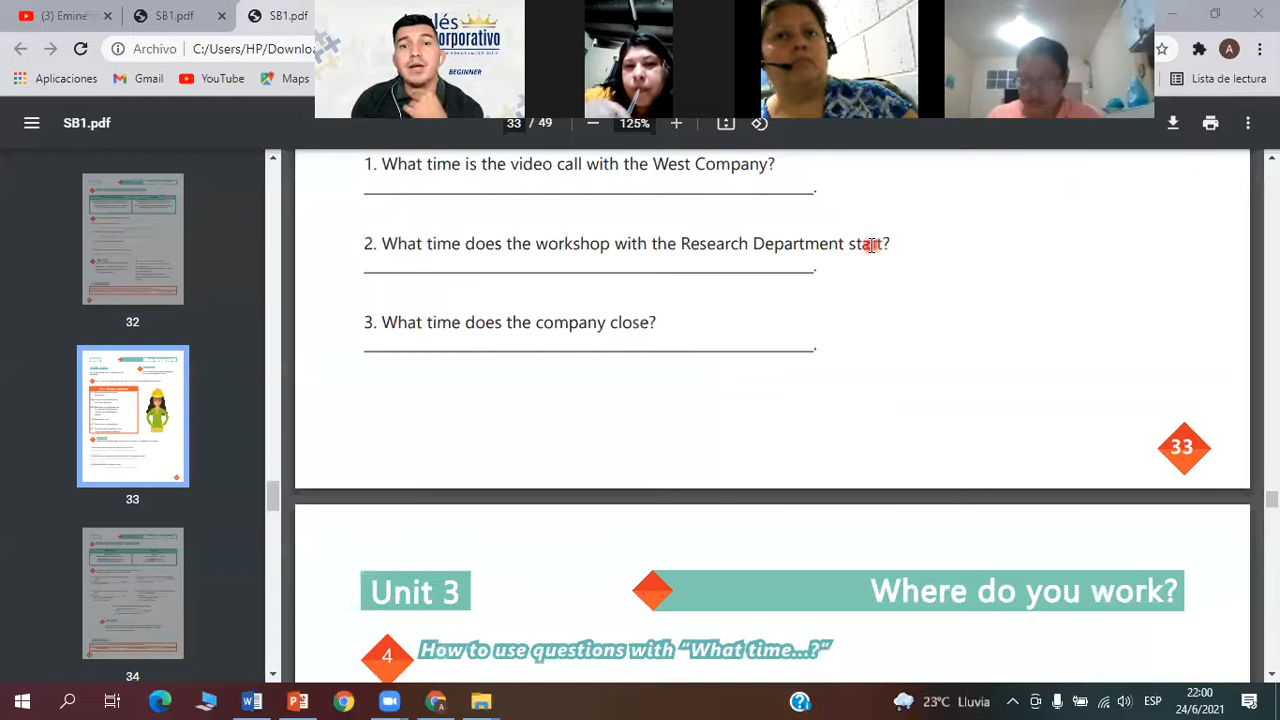 (3) Eminen
SB1.pdf
SB1.pdf
Archivo
C:/Users/HP/Downlo
Aplicaciones
Gmail
YouTube
Maps
Lista de lectura
A
orporativo
BEGINNER
SB1.pdf
33 / 49
125%
1. What time is the video call with the West Company?
2. What time does the workshop with the Research Department start?
3. What time does the company close?
32
33
34
33
Unit 3
Where do you work?
4
How to use questions with “What time...?”
23°C Lluvia
ESP
22:00
24/6/2021